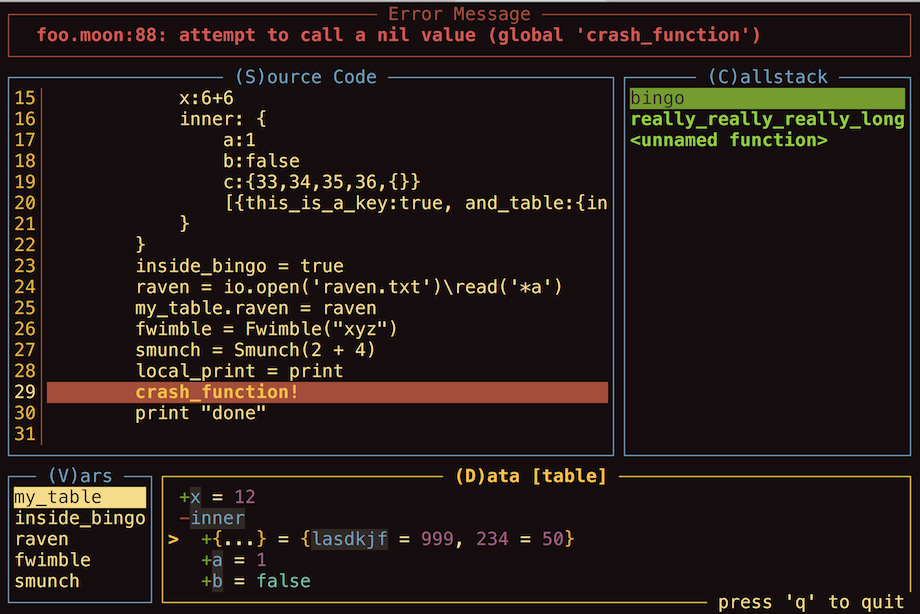 Error Message
foo.moon:88: attempt to call a nil value (global 'crash_function')
(S)ource Code
15 x:6+6
16 inner: {
17 a:1
18 b:false
19 c:{33,34,35,36,{}}
20 [{this_is_a_key:true, and_table:{in
21 }
22 }
23 inside_bingo = true
24 raven = io.open('raven.txt')\read('*a')
25 my_table.raven = raven
26 fwimble = Fwimble("xyz")
27 smunch = Smunch(2 + 4)
28 local_print = print
29 crash_function!
30 print "done"
31
(C)allstack
bingo
really_really_really_long
<unnamed function>
(V)ars
my_table
inside_bingo
raven
fwimble
smunch
(D)ata [table]
+x = 12
-inner
> +{...} = {lasdkjf = 999, 234 = 50}
+a = 1
+b = false
press 'q' to quit